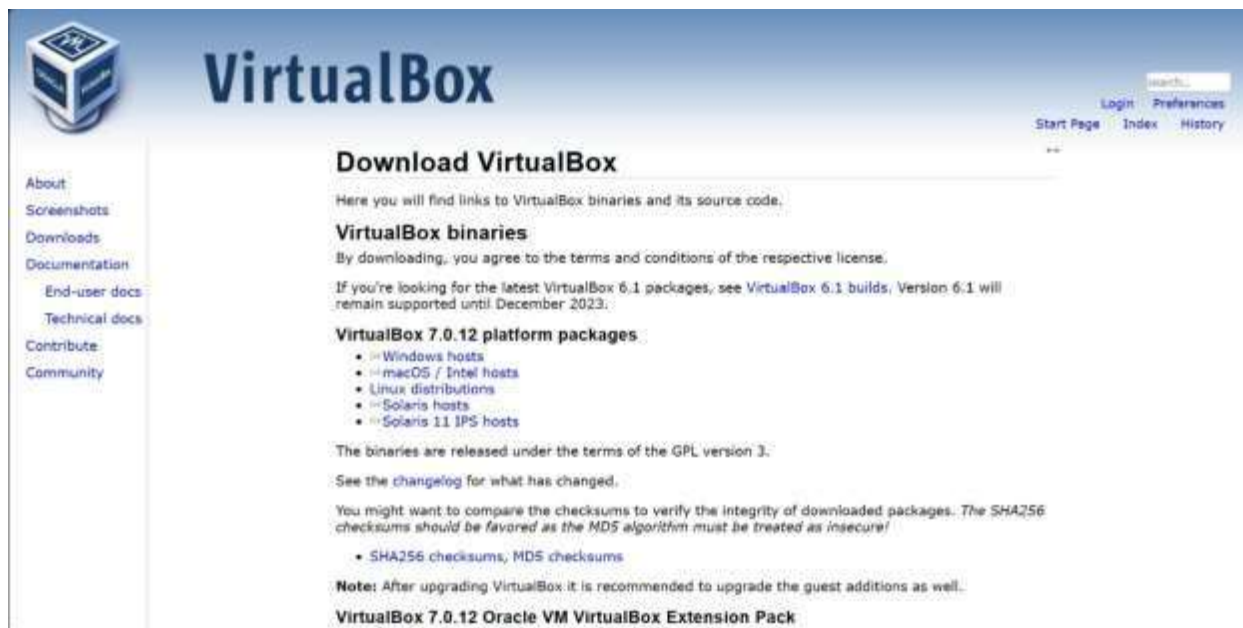 VirtualBox
search...
Login Preferences
Start Page Index History
About
Screenshots
Downloads
Documentation
End-user docs
Technical docs
Contribute
Community
Download VirtualBox
Here you will find links to VirtualBox binaries and its source code.
VirtualBox binaries
By downloading, you agree to the terms and conditions of the respective license.
If you're looking for the latest VirtualBox 6.1 packages, see VirtualBox 6.1 builds. Version 6.1 will
remain supported until December 2023.
VirtualBox 7.0.12 platform packages
Windows hosts
macOS / Intel hosts
Linux distributions
Solaris hosts
Solaris 11 IPS hosts
The binaries are released under the terms of the GPL version 3.
See the changelog for what has changed.
You might want to compare the checksums to verify the integrity of downloaded packages. The SHA256
checksums should be favored as the MD5 algorithm must be treated as insecure!
SHA256 checksums, MD5 checksums
Note: After upgrading VirtualBox it is recommended to upgrade the guest additions as well.
VirtualBox 7.0.12 Oracle VM VirtualBox Extension Pack